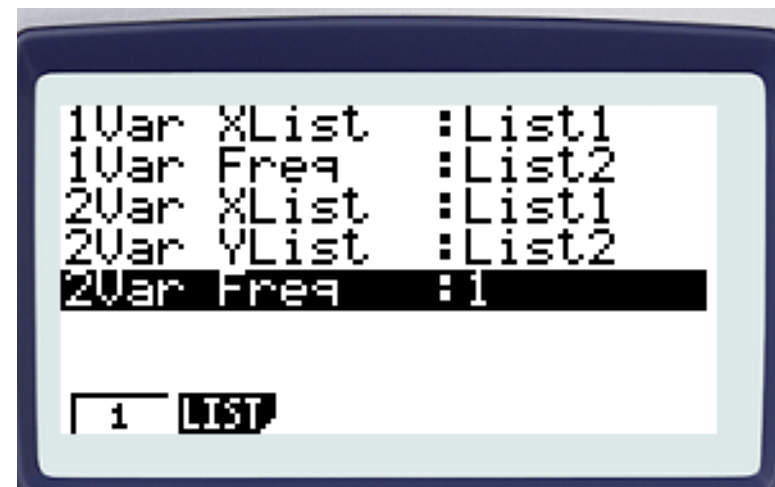 1Var XList :List1
1Var Freq :List2
2Var XList :List1
2Var YList :List2
2Var Freq :1
1 LIST